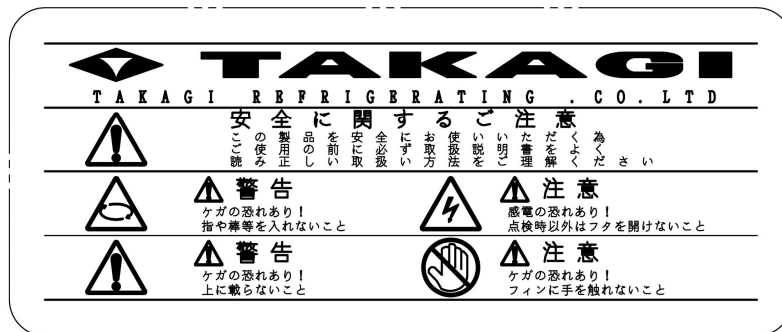 TAKAGI
TAKAGI REFRIGERATING .CO.LTD
安全に関するご注意
この製品を安全にお使いいただく為
ご使用の前に必ず取扱説明書をよく
読み正しい取扱い方法をご理解ください
警告
ケガの恐れあり！
指や棒等を入れないこと
注意
感電の恐れあり！
点検時以外はフタを開けないこと
警告
ケガの恐れあり！
上に載らないこと
注意
ケガの恐れあり！
フィンに手を触れないこと